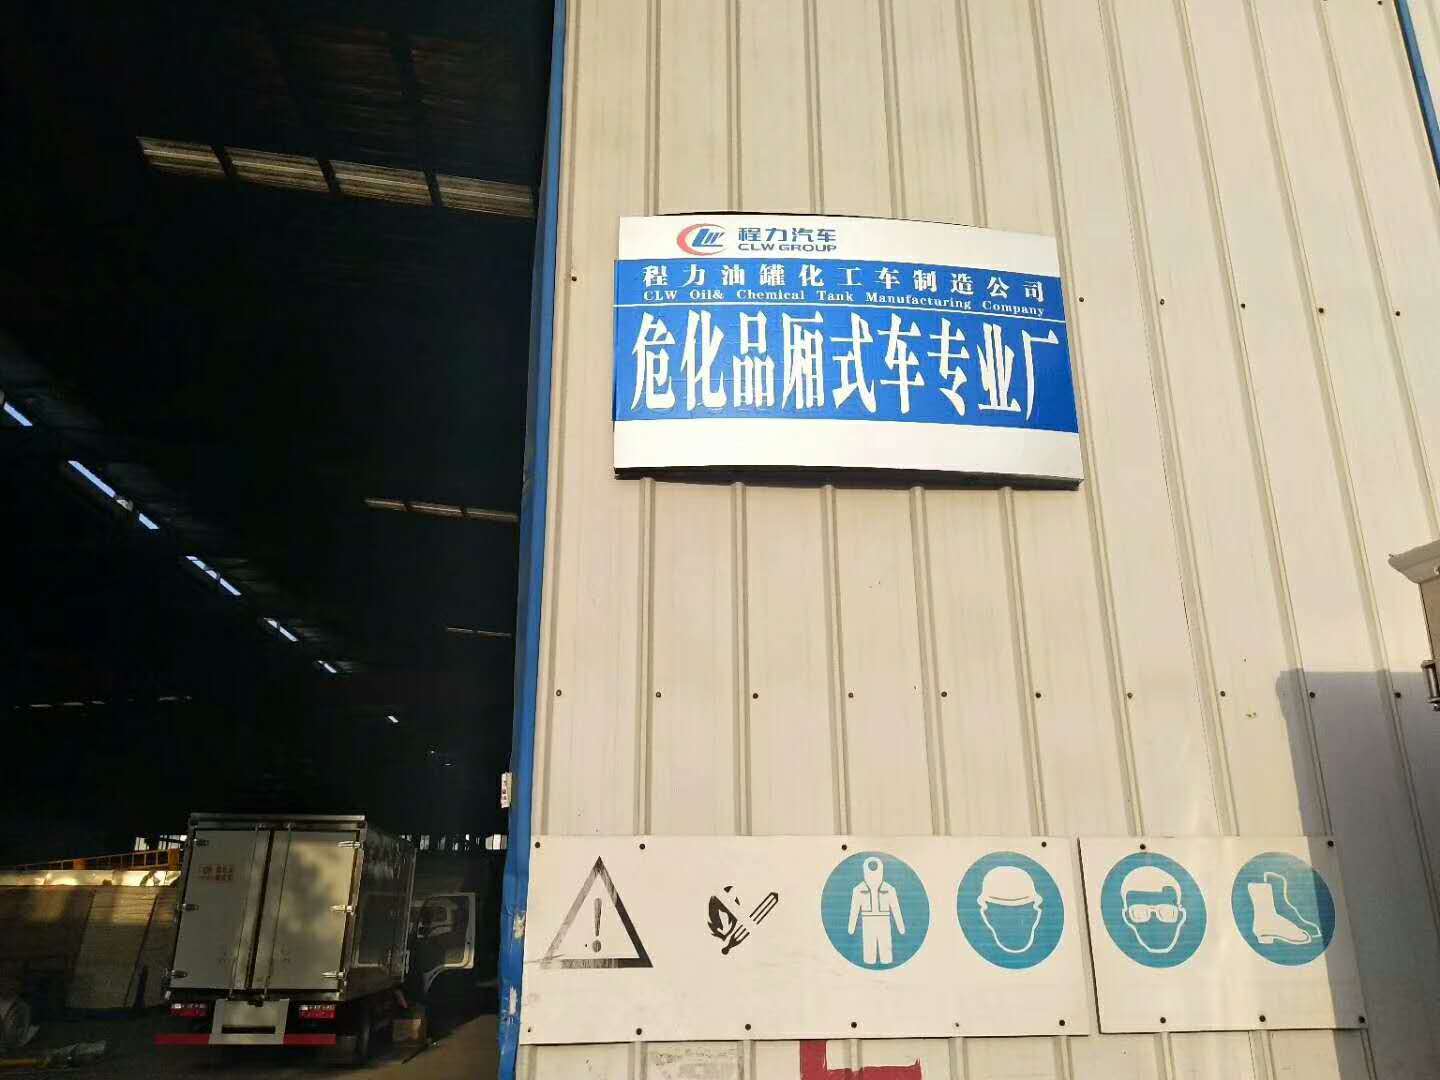 程力汽车
CLW GROUP
程力油罐化工车制造公司
CLW Oil& Chemical Tank Manufacturing Company
危化品厢式车专业厂